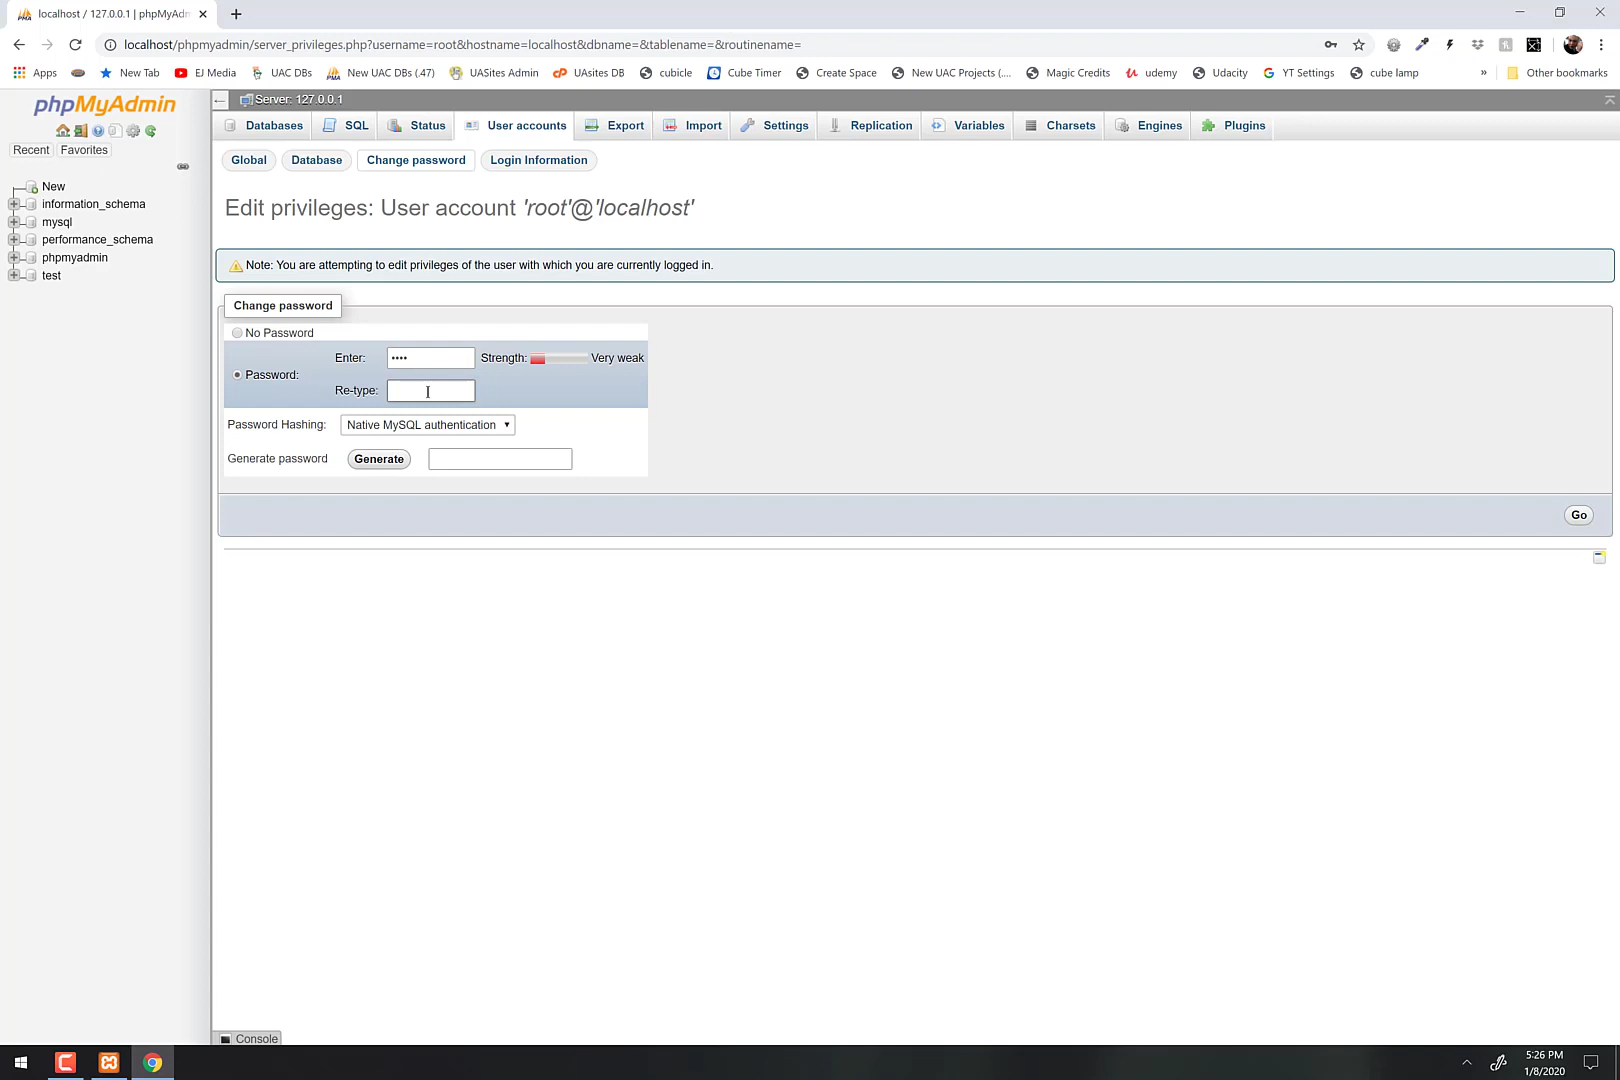 localhost / 127.0.0.1 | phpMyAdm
localhost/phpmyadmin/server_privileges.php?username=root&hostname=localhost&dbname=&tablename=&routinename=
Apps New Tab EJ Media UAC DBs New UAC DBs (.47) UASites Admin UAsites DB cubicle Cube Timer Create Space New UAC Projects (.... Magic Credits udemy Udacity YT Settings cube lamp » Other bookmarks
phpMyAdmin
Recent Favorites
New
information_schema
mysql
performance_schema
phpmyadmin
test
Server: 127.0.0.1
Databases SQL Status User accounts Export Import Settings Replication Variables Charsets Engines Plugins
Global Database Change password Login Information
Edit privileges: User account 'root'@'localhost'
Note: You are attempting to edit privileges of the user with which you are currently logged in.
Change password
No Password
Enter: •••• Strength: Very weak
Password:
Re-type:
Password Hashing: Native MySQL authentication
Generate password Generate
Go
Console
5:26 PM
1/8/2020